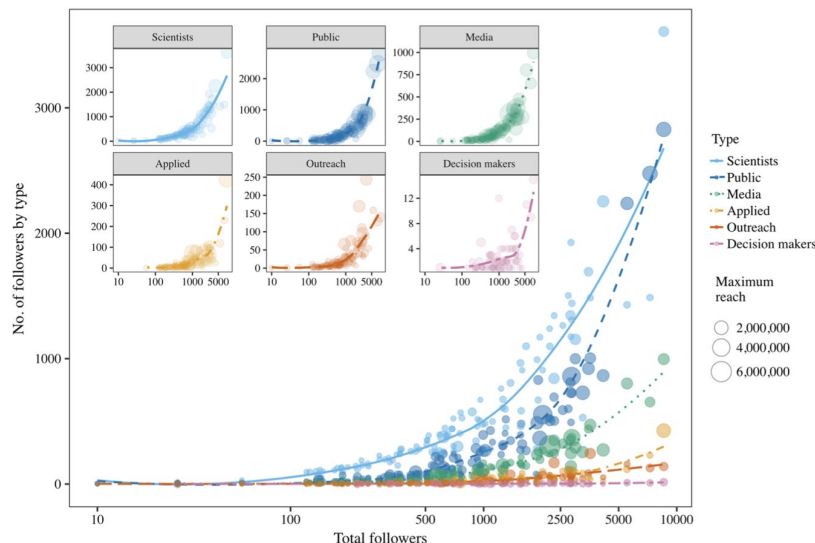 Scientists
Public
Media
3000
2000
1000
0
2000
1000
0
1000
750
500
250
0
Applied
Outreach
Decision makers
400
300
200
100
0
250
200
150
100
50
0
12
8
4
10 100 1000 5000
10 100 1000 5000
10 100 1000 5000
No. of followers by type
3000
2000
1000
0
10 100 500 1000 2500 5000 10000
Total followers
Type
Scientists
Public
Media
Applied
Outreach
Decision makers
Maximum
reach
2,000,000
4,000,000
6,000,000